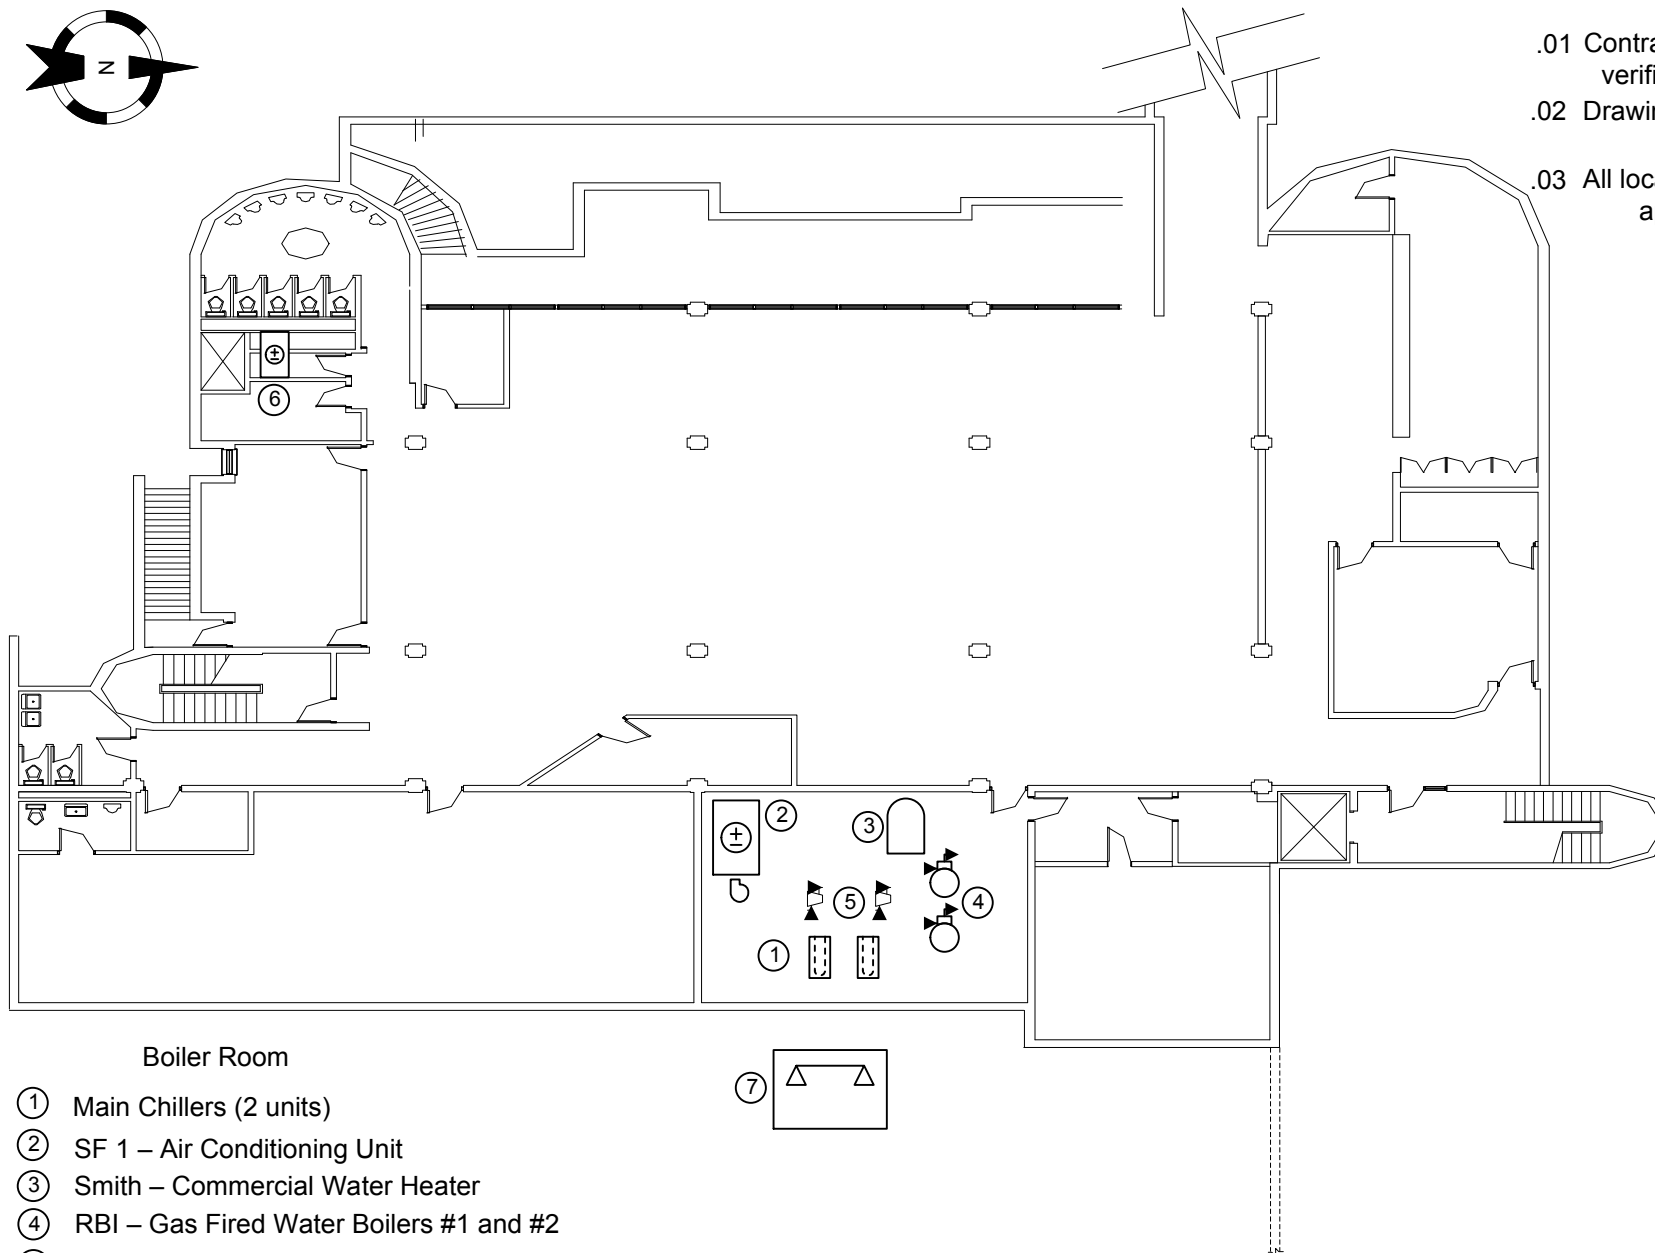 N
.01 Contra
verifi
.02 Drawin
.03 All loca
a
6
2
3
5
4
1
7
Boiler Room
1 Main Chillers (2 units)
2 SF 1 – Air Conditioning Unit
3 Smith – Commercial Water Heater
4 RBI – Gas Fired Water Boilers #1 and #2